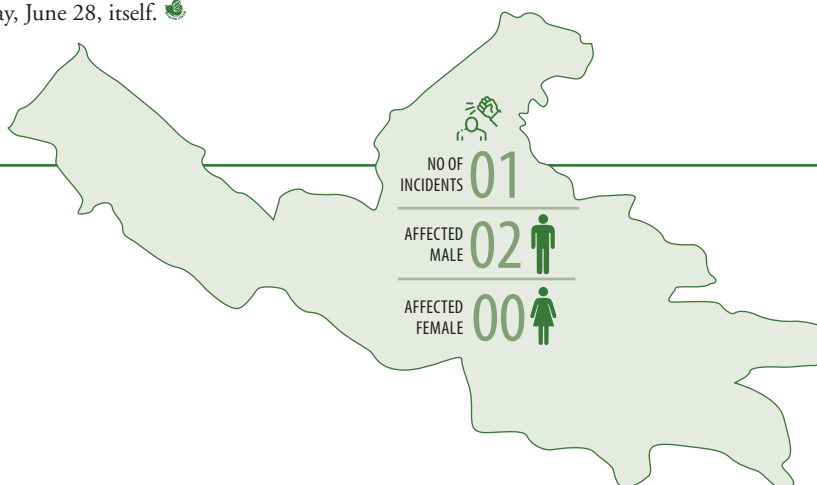 ay, June 28, itself.
NO OF
INCIDENTS 01
AFFECTED
MALE 02
AFFECTED
FEMALE 00